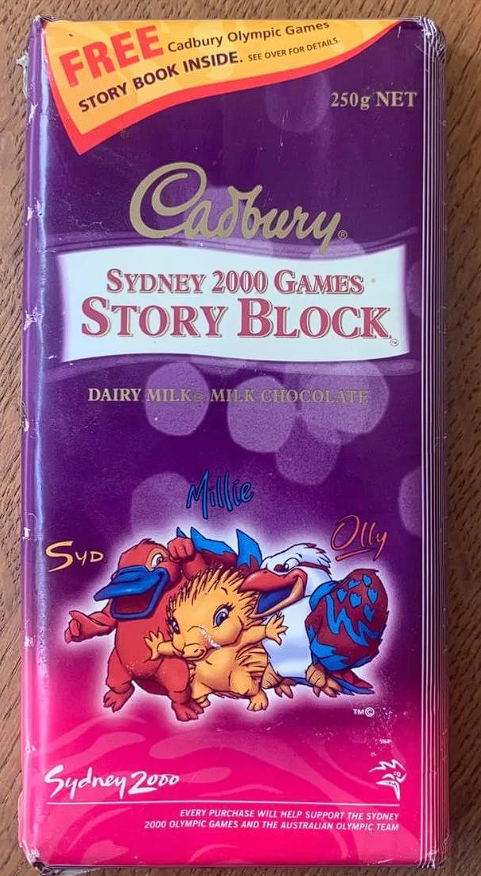 FREE Cadbury Olympic Games
STORY BOOK INSIDE. SEE OVER FOR DETAILS.
250g NET
Cadbury®
SYDNEY 2000 GAMES
STORY BLOCK™
DAIRY MILK® MILK CHOCOLATE
Millie
Syd
Olly
TM©
Sydney 2000
EVERY PURCHASE WILL HELP SUPPORT THE SYDNEY
2000 OLYMPIC GAMES AND THE AUSTRALIAN OLYMPIC TEAM